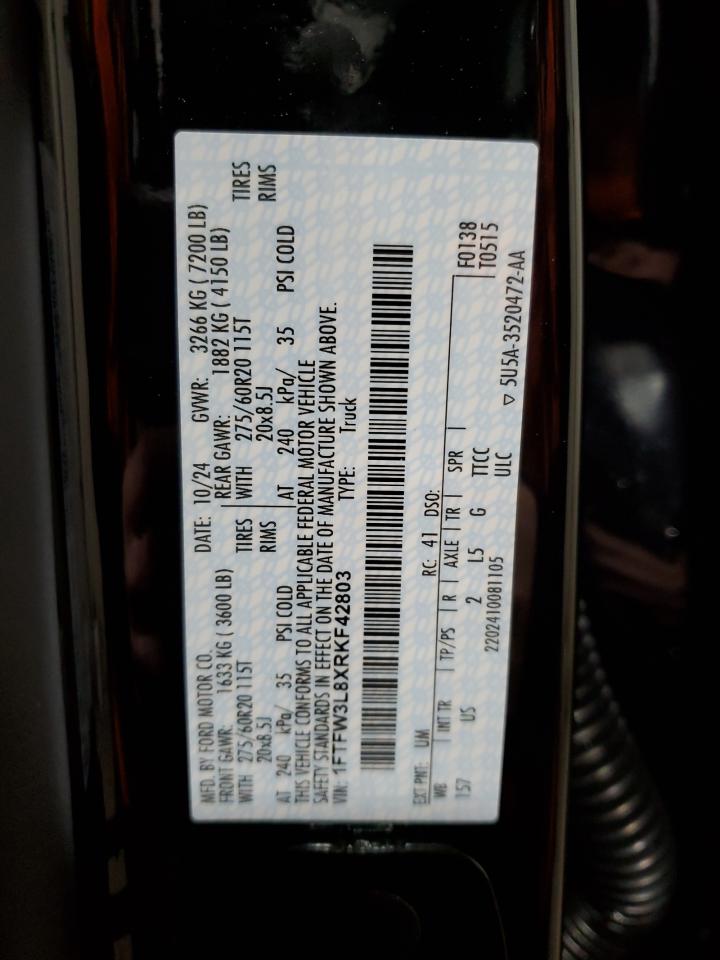 MFD. BY FORD MOTOR CO. DATE: 10/24 GVWR: 3266 KG ( 7200 LB)
FRONT GAWR: 1633 KG ( 3600 LB) REAR GAWR: 1882 KG ( 4150 LB)
WITH 275/60R20 115T TIRES WITH 275/60R20 115T TIRES
20x8.5J RIMS 20x8.5J RIMS
AT 240 kPa/ 35 PSI COLD AT 240 kPa/ 35 PSI COLD
THIS VEHICLE CONFORMS TO ALL APPLICABLE FEDERAL MOTOR VEHICLE
SAFETY STANDARDS IN EFFECT ON THE DATE OF MANUFACTURE SHOWN ABOVE.
VIN: 1FTFW3L8XRKF42803 TYPE: Truck
EXT PNT: UM RC: 41 DSO: F0138
WB INT TR TP/PS R AXLE TR SPR T0515
157 US 2 L5 G TTCC
2202410081105 ULC ▽ 5U5A-3520472-AA